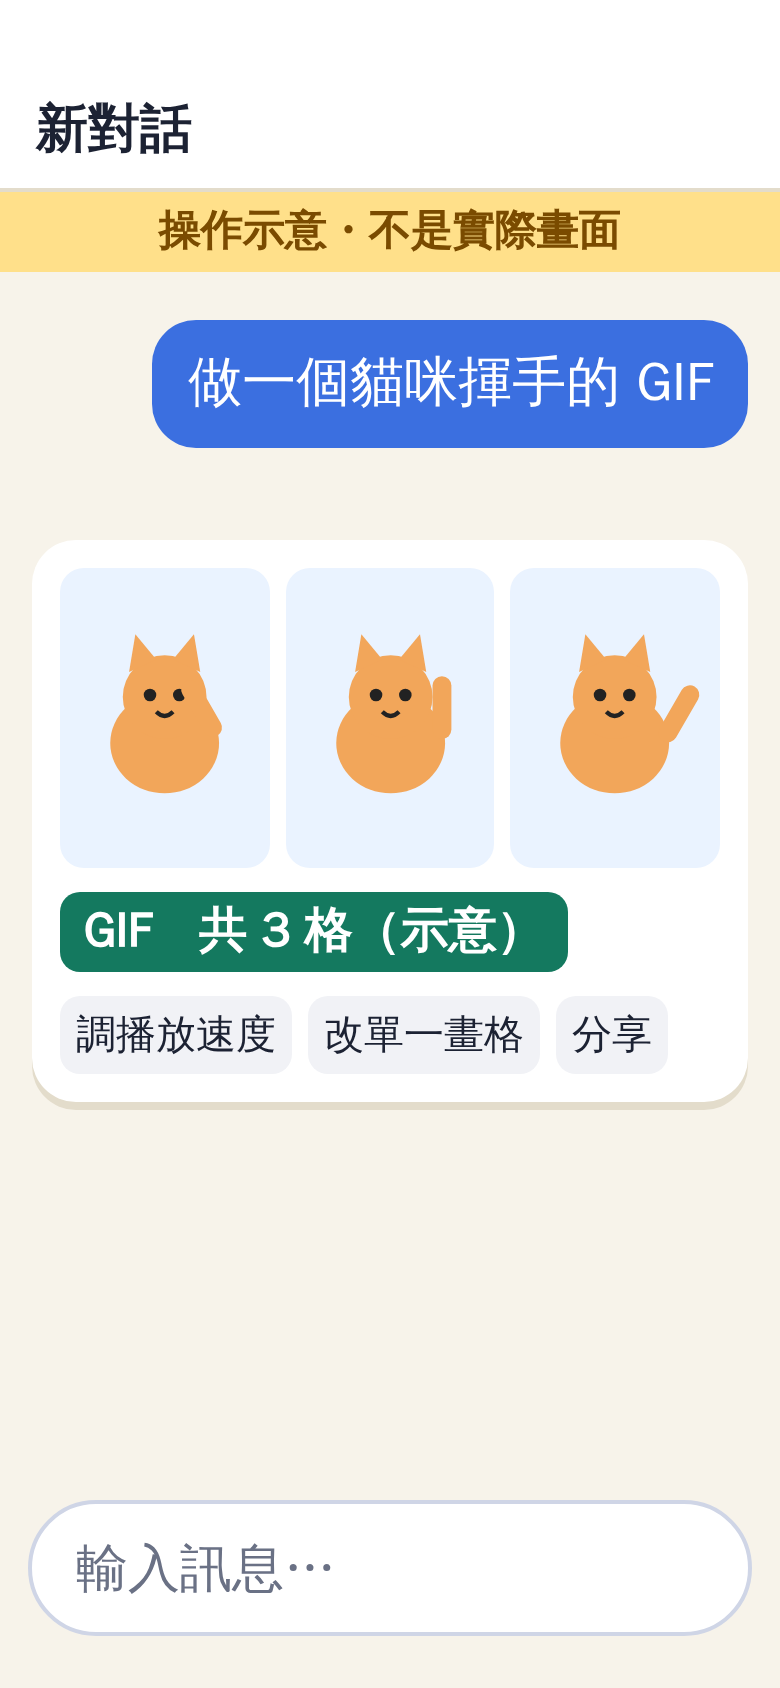 新對話
操作示意・不是實際畫面
做一個貓咪揮手的 GIF
GIF　共 3 格（示意）
調播放速度
改單一畫格
分享
輸入訊息⋯